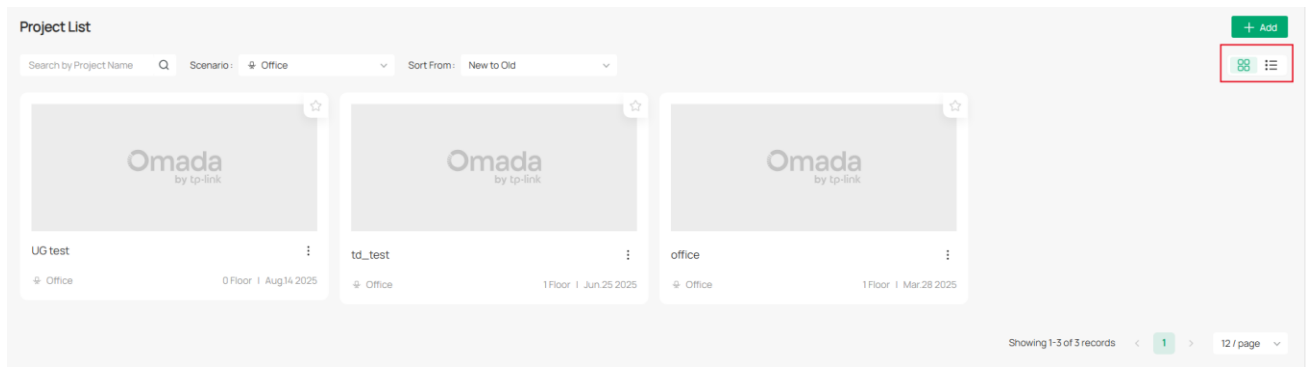 Project List
+ Add
Search by Project Name
Scenario: Office
Sort From: New to Old
Omada
by tp-link
Omada
by tp-link
Omada
by tp-link
UG test
Office
0 Floor | Aug.14 2025
td_test
Office
1 Floor | Jun.25 2025
office
Office
1 Floor | Mar.28 2025
Showing 1-3 of 3 records < 1 > 12 / page